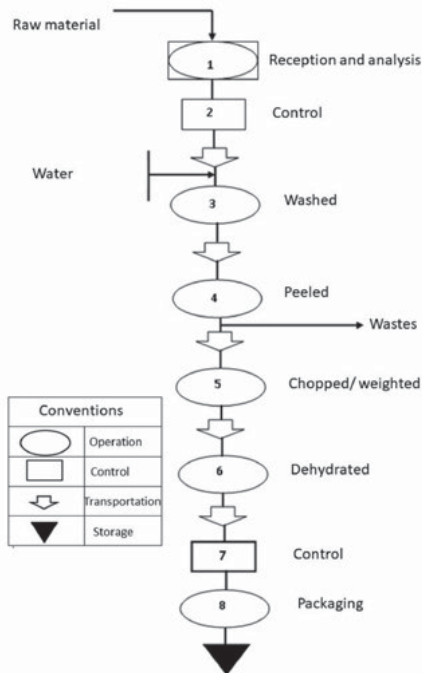 Raw material
1 Reception and analysis
2 Control
Water
3 Washed
4 Peeled
Wastes
5 Chopped/ weighted
6 Dehydrated
7 Control
8 Packaging
Conventions
Operation
Control
Transportation
Storage